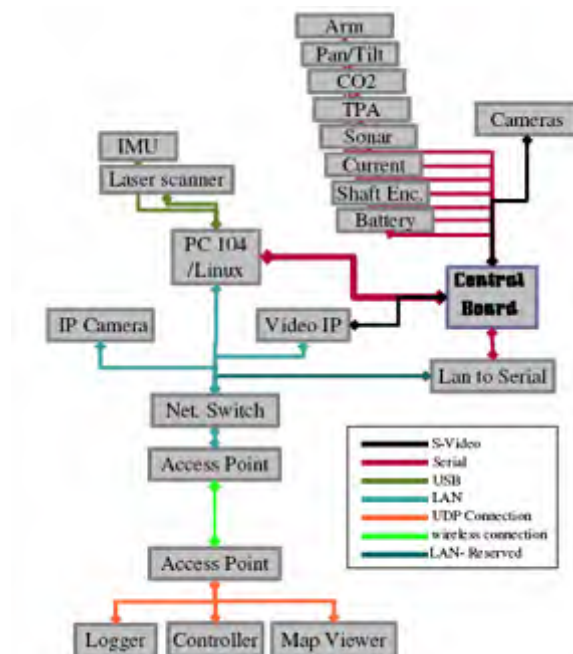 Arm
Pan/Tilt
CO2
TPA
Sonar
Cameras
IMU
Current
Laser scanner
Shaft Enc.
Battery
PC 104
/Linux
Control
Board
IP Camera
Video IP
Lan to Serial
Net. Switch
S-Video
Serial
Access Point
USB
LAN
UDP Connection
wireless connection
Access Point
LAN- Reserved
Logger
Controller
Map Viewer